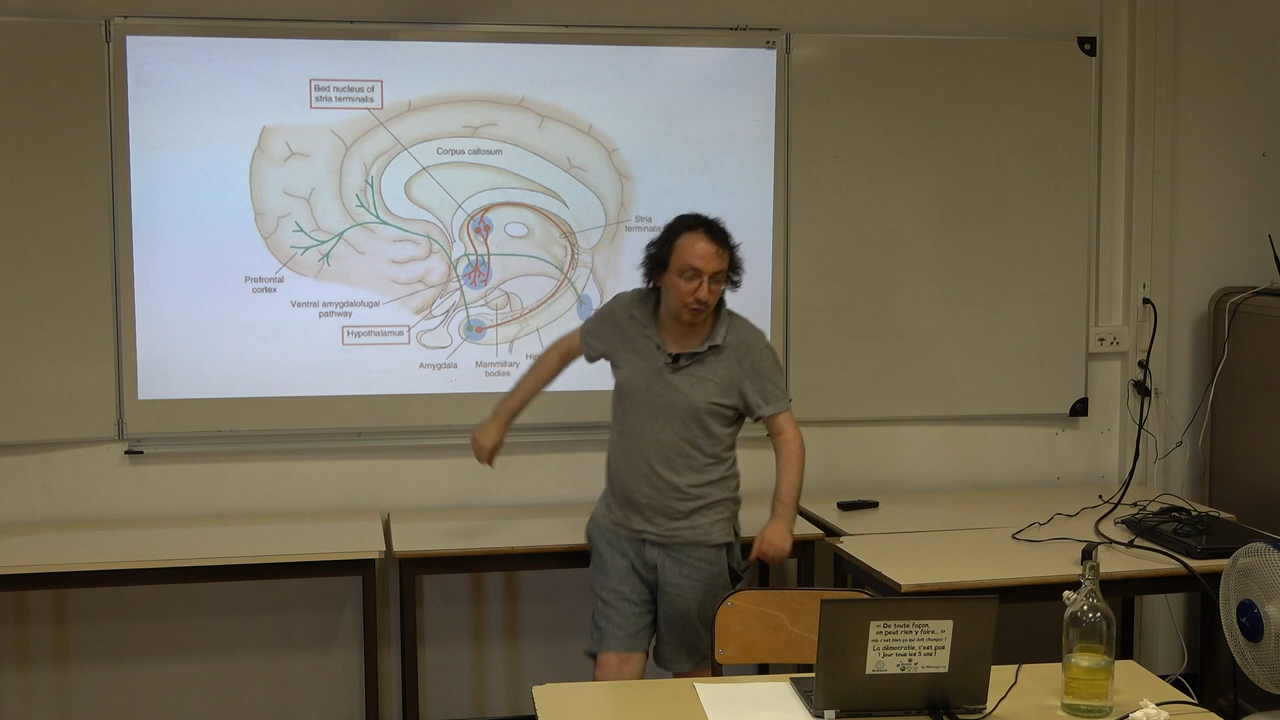 Bed nucleus of
stria terminalis
Corpus callosum
Stria
terminalis
Prefrontal
cortex
Ventral amygdalofugal
pathway
Hypothalamus
Amygdala
Mammillary
bodies
« De toute façon,
on peut rien y faire... »
La démocratie, c'est pas
1 jour tous les 5 ans !